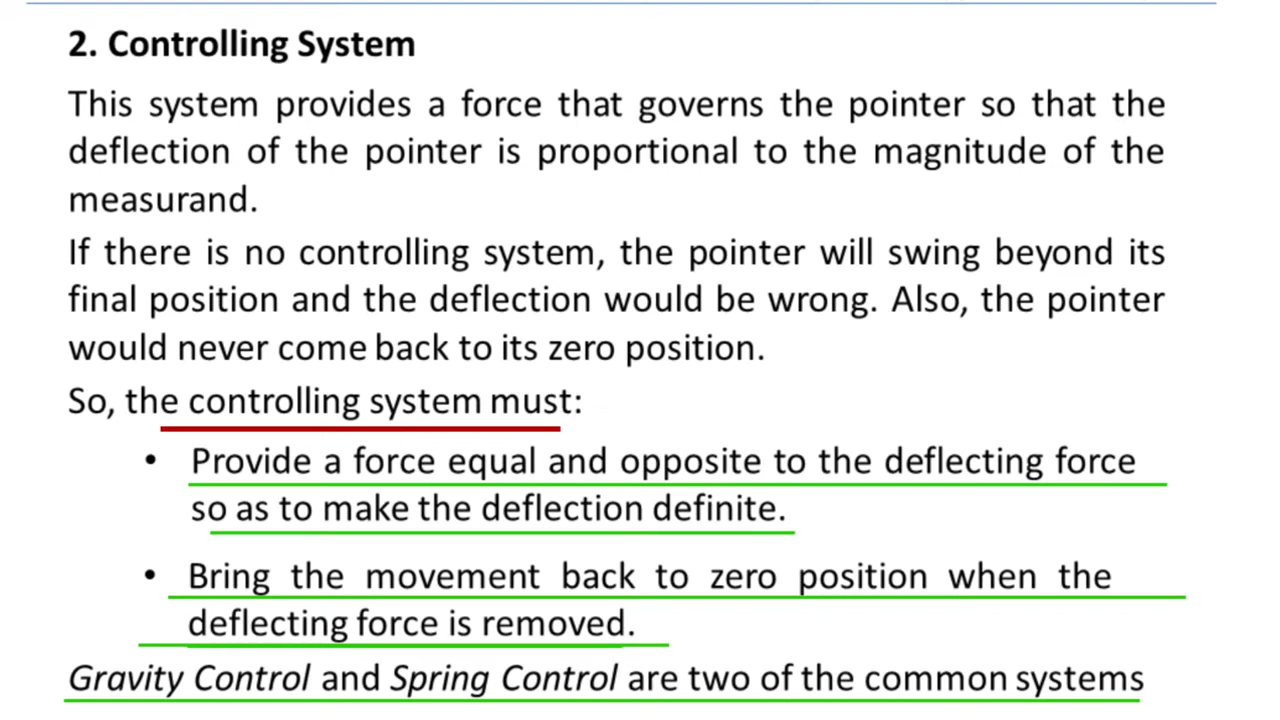 2. Controlling System
This system provides a force that governs the pointer so that the
deflection of the pointer is proportional to the magnitude of the
measurand.
If there is no controlling system, the pointer will swing beyond its
final position and the deflection would be wrong. Also, the pointer
would never come back to its zero position.
So, the controlling system must:
• Provide a force equal and opposite to the deflecting force
so as to make the deflection definite.
• Bring the movement back to zero position when the
deflecting force is removed.
Gravity Control and Spring Control are two of the common systems